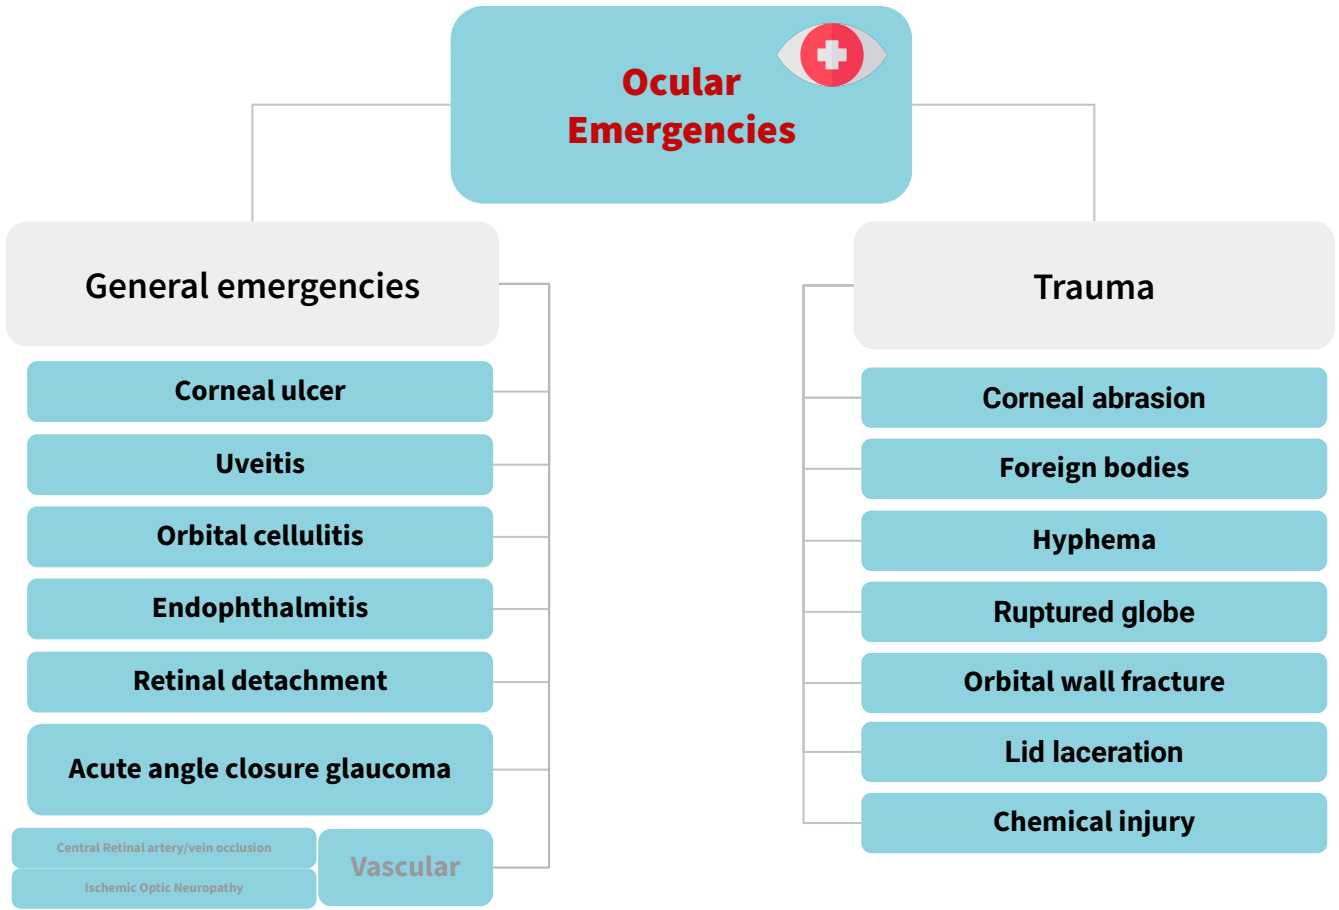 Ocular
Emergencies
General emergencies
Corneal ulcer
Uveitis
Orbital cellulitis
Endophthalmitis
Retinal detachment
Acute angle closure glaucoma
Central Retinal artery/vein occlusion
Ischemic Optic Neuropathy
Vascular
Trauma
Corneal abrasion
Foreign bodies
Hyphema
Ruptured globe
Orbital wall fracture
Lid laceration
Chemical injury